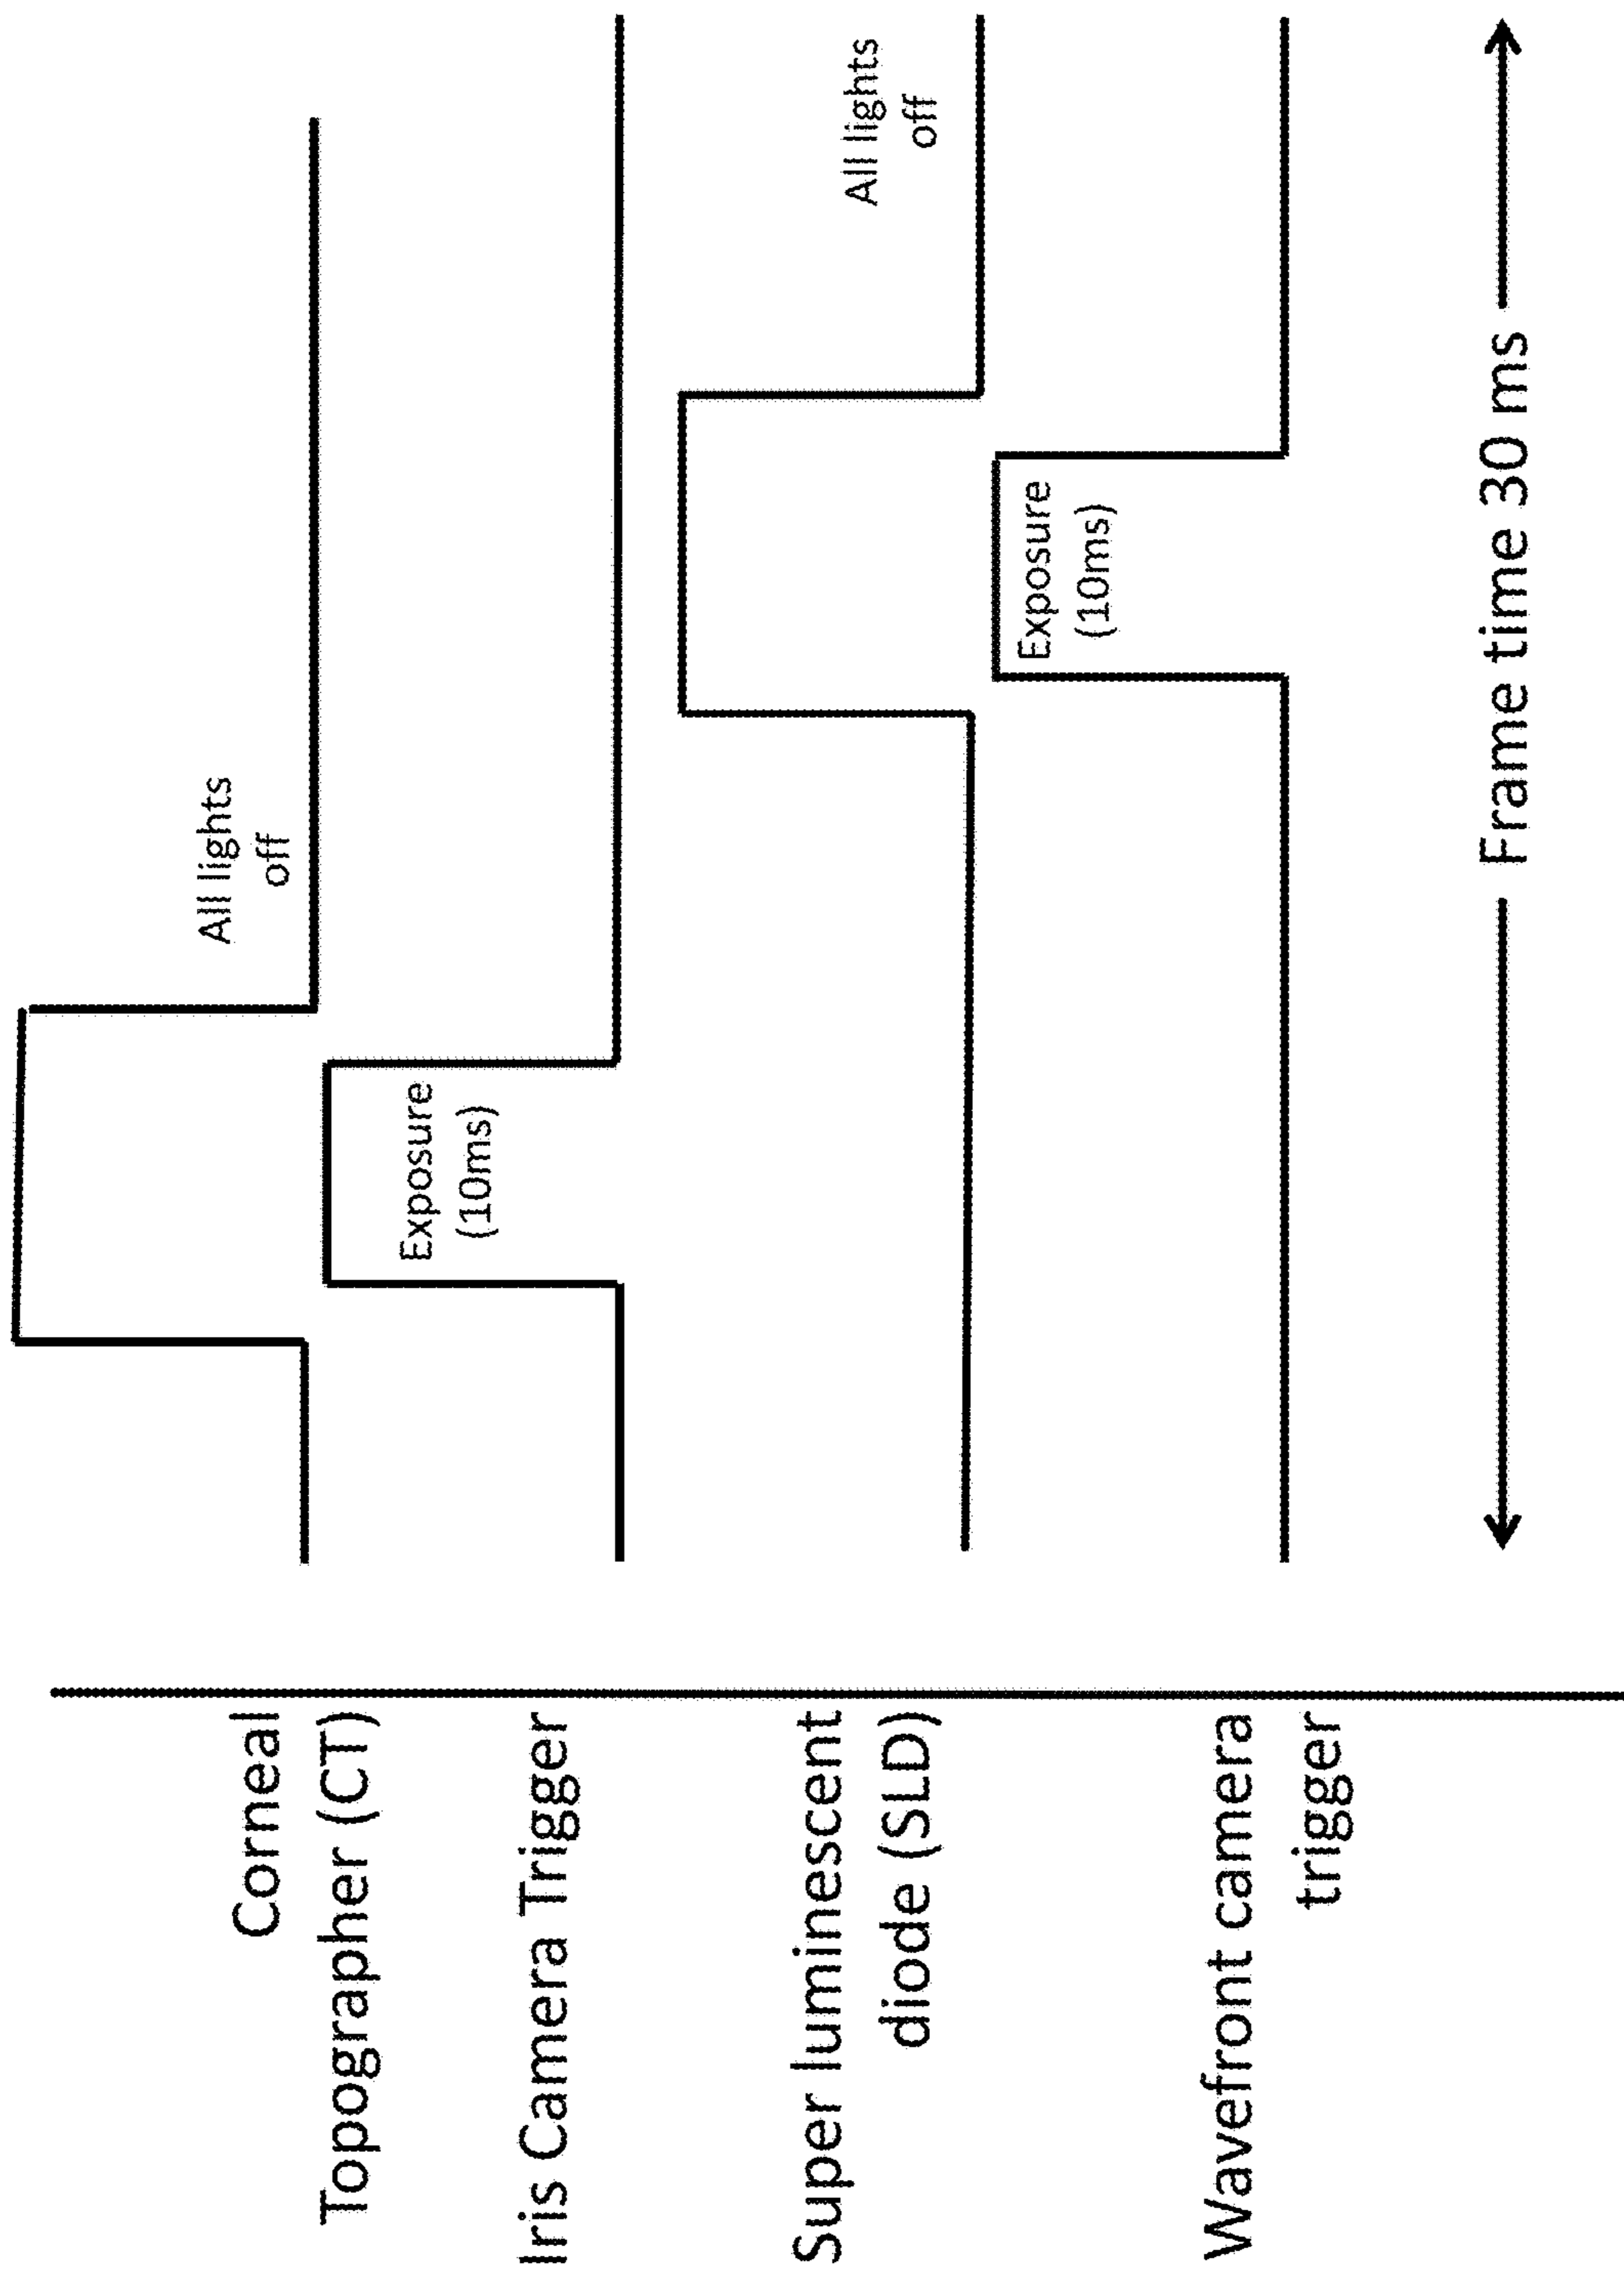 Corneal
Topographer (CT)
All lights
off
Iris Camera Trigger
Exposure
(10ms)
Super luminescent
diode (SLD)
All lights
off
Wavefront camera
trigger
Exposure
(10ms)
Frame time 30 ms